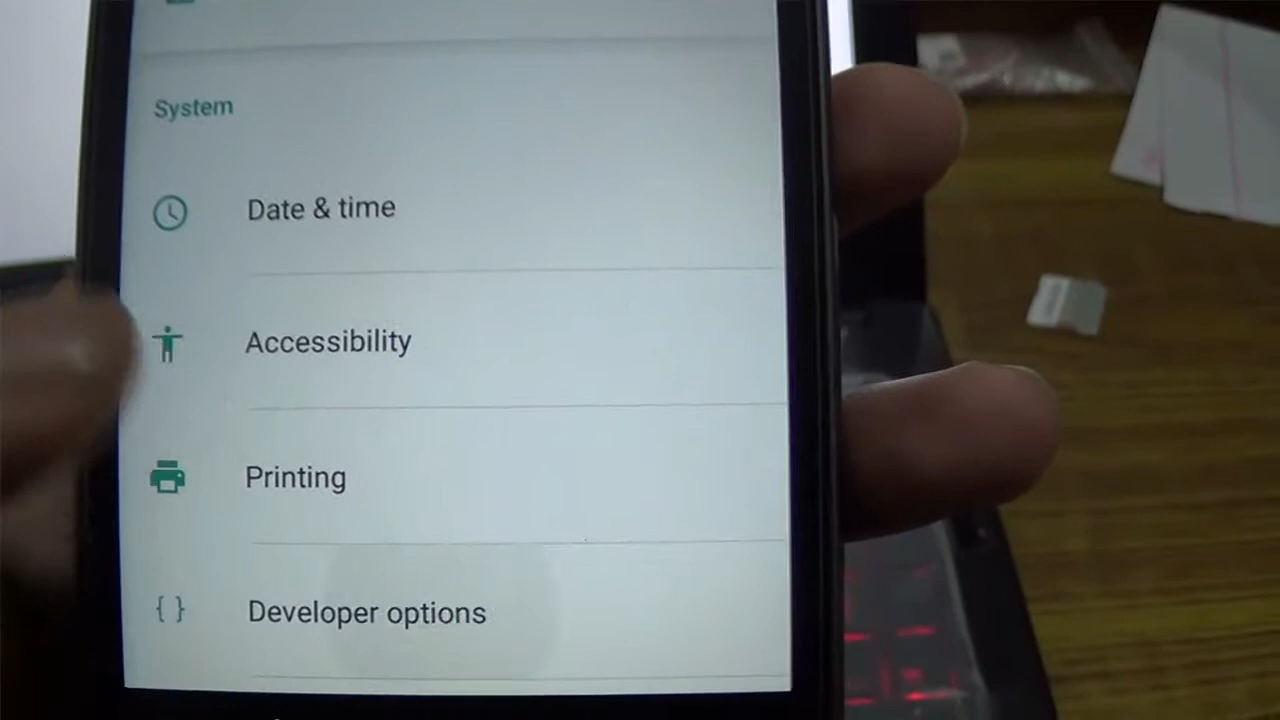 System
Date & time
Accessibility
Printing
{ } Developer options